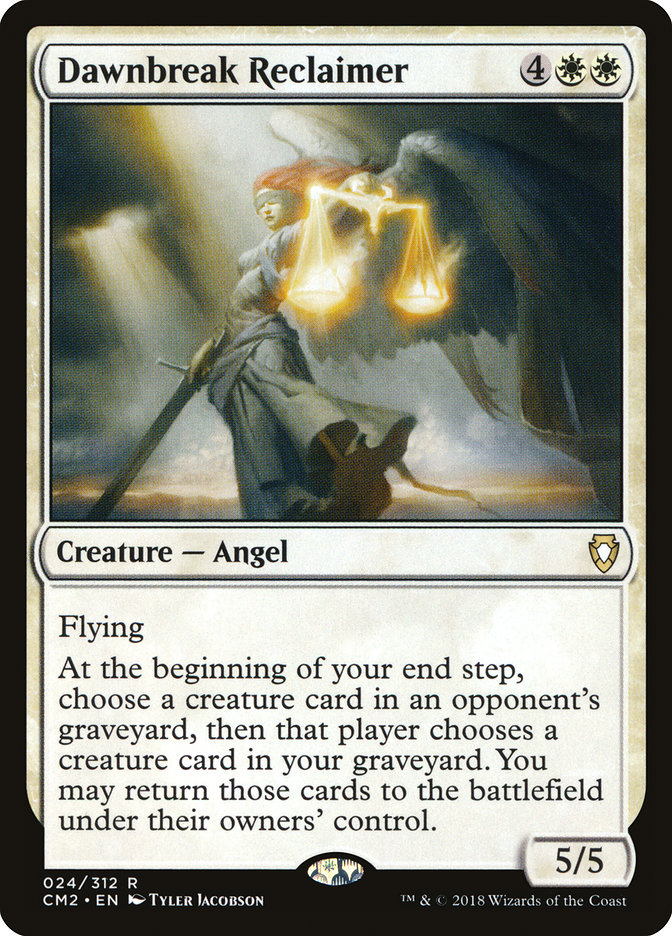 Dawnbreak Reclaimer 4
Creature — Angel
Flying
At the beginning of your end step,
choose a creature card in an opponent's
graveyard, then that player chooses a
creature card in your graveyard. You
may return those cards to the battlefield
under their owners' control.
5/5
024/312 R
CM2 • EN Tyler Jacobson
™ & © 2018 Wizards of the Coast